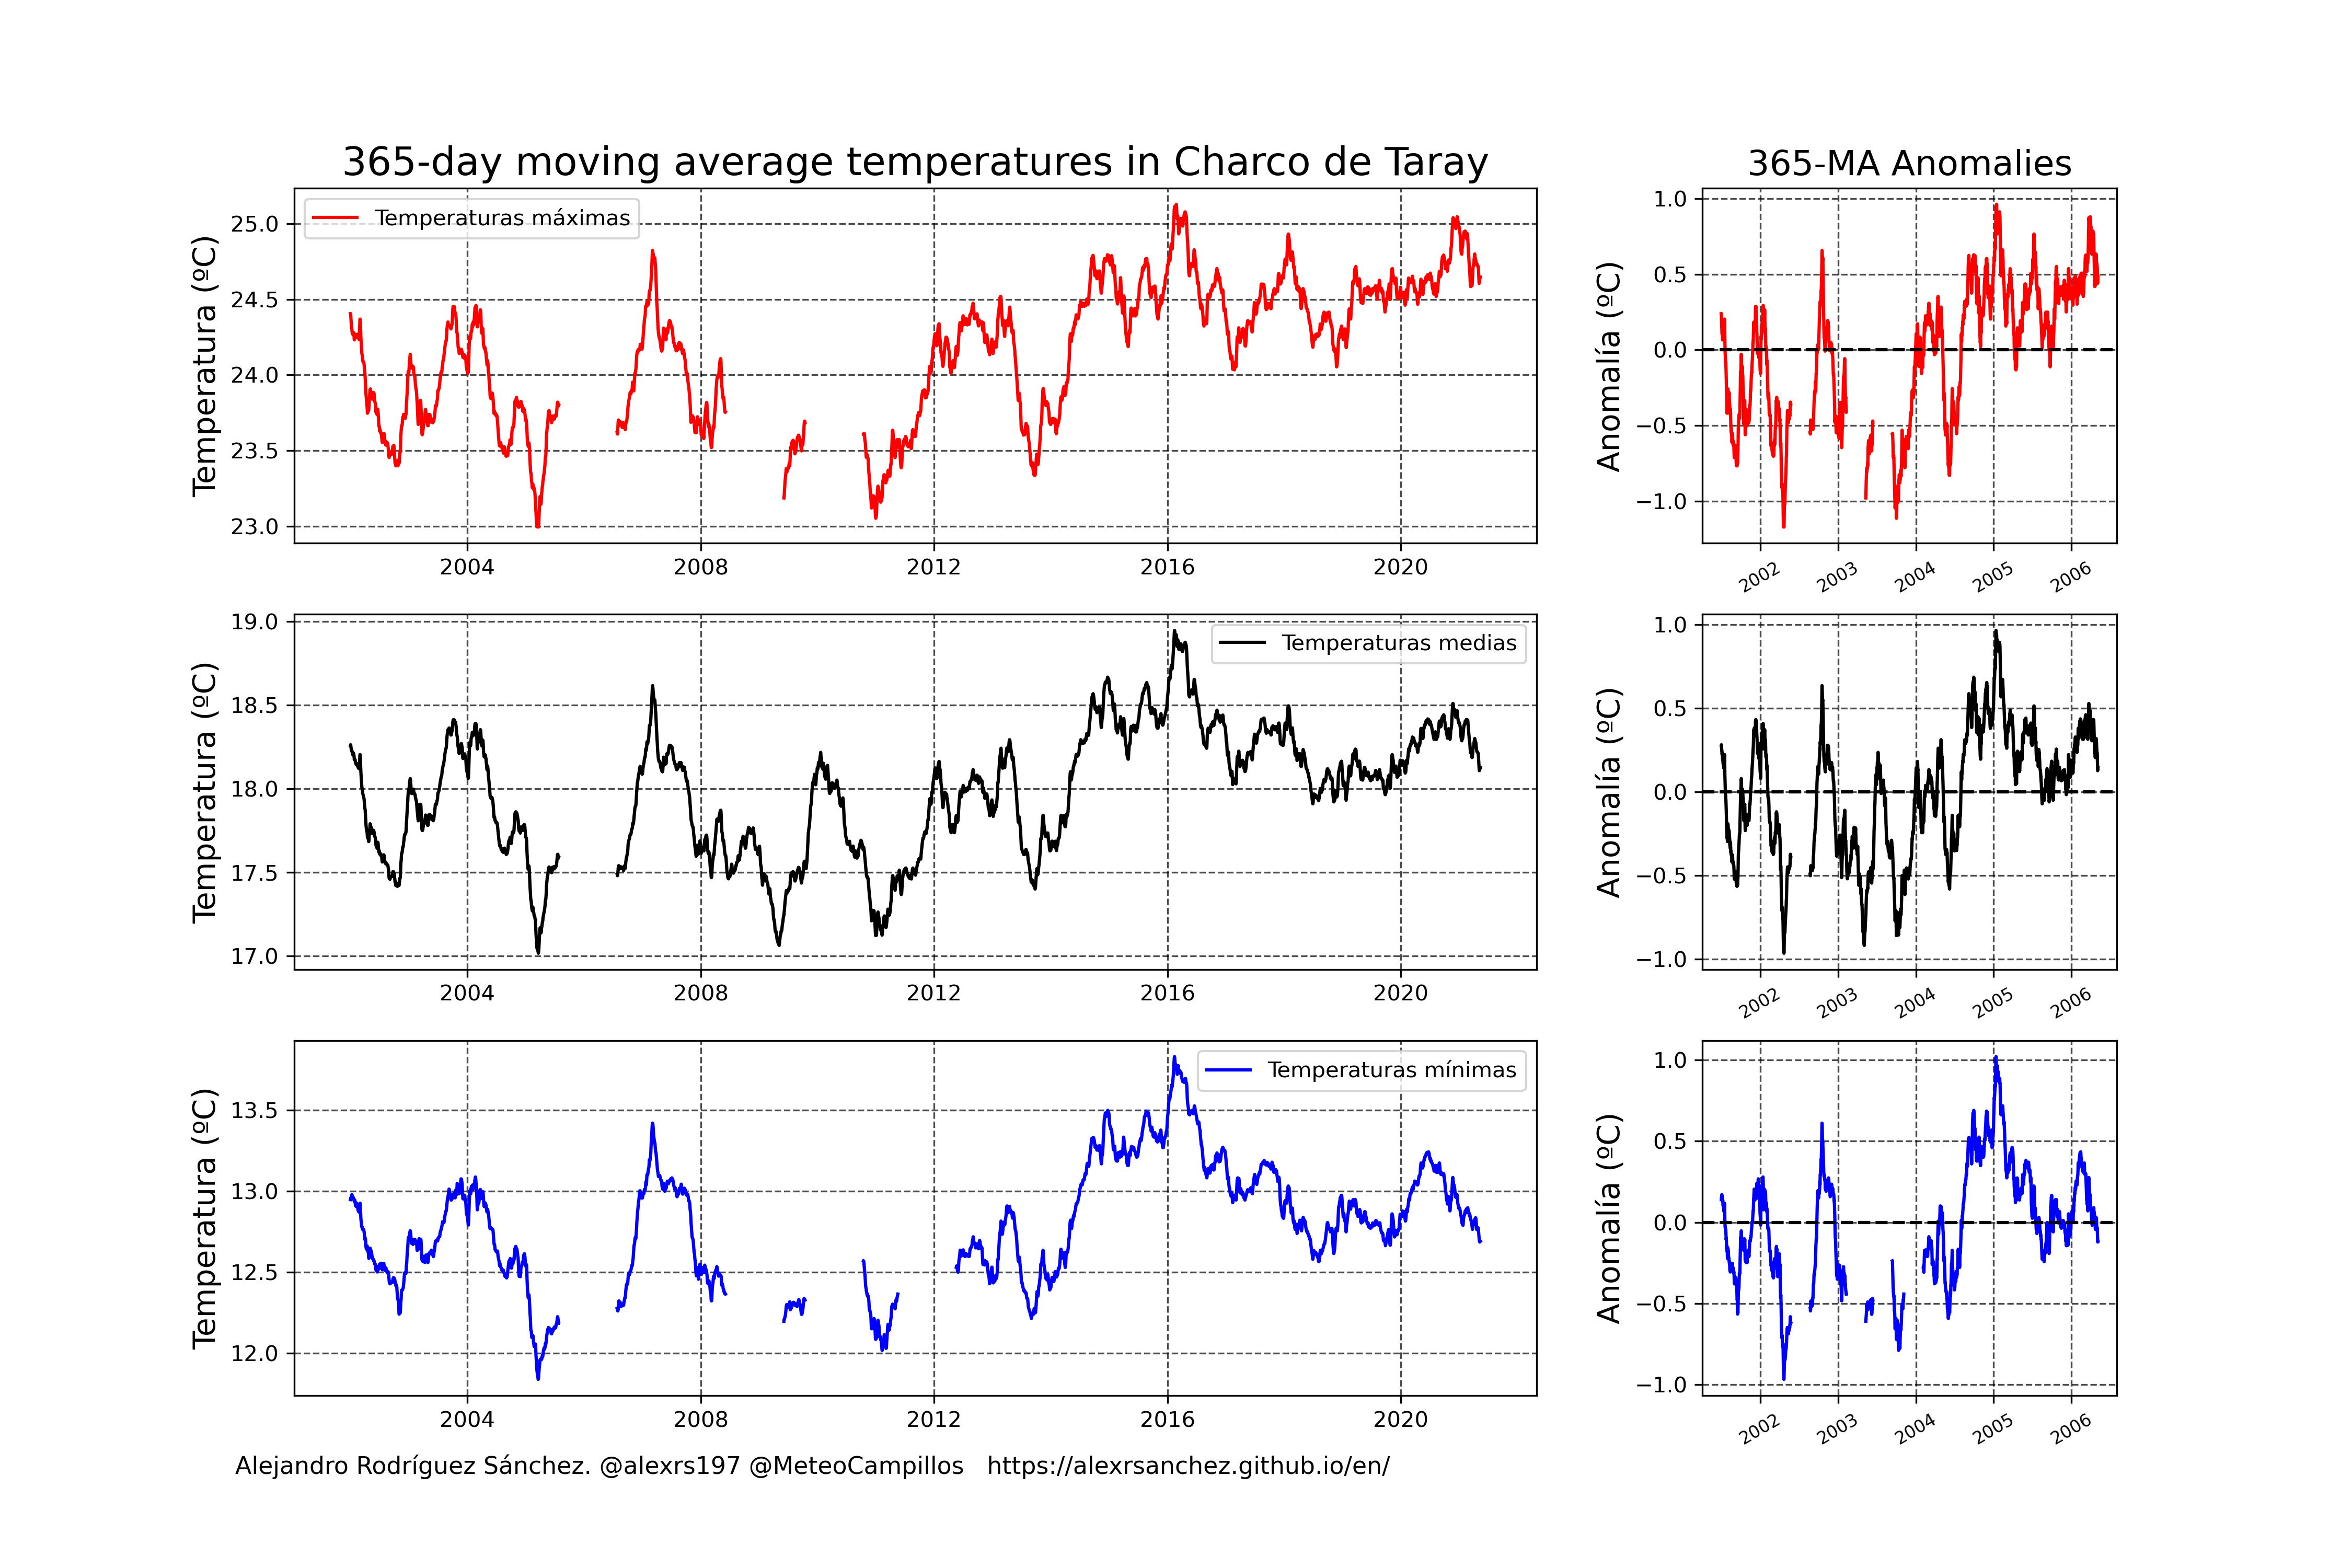 365-day moving average temperatures in Charco de Taray
365-MA Anomalies
Temperatura (ºC)
25.0
24.5
24.0
23.5
23.0
Temperaturas máximas
2004 2008 2012 2016 2020
Anomalía (ºC)
1.0
0.5
0.0
−0.5
−1.0
2002 2003 2004 2005 2006
Temperatura (ºC)
19.0
18.5
18.0
17.5
17.0
Temperaturas medias
2004 2008 2012 2016 2020
Anomalía (ºC)
1.0
0.5
0.0
−0.5
−1.0
2002 2003 2004 2005 2006
Temperatura (ºC)
13.5
13.0
12.5
12.0
Temperaturas mínimas
2004 2008 2012 2016 2020
Anomalía (ºC)
1.0
0.5
0.0
−0.5
−1.0
2002 2003 2004 2005 2006
Alejandro Rodríguez Sánchez. @alexrs197 @MeteoCampillos https://alexrsanchez.github.io/en/